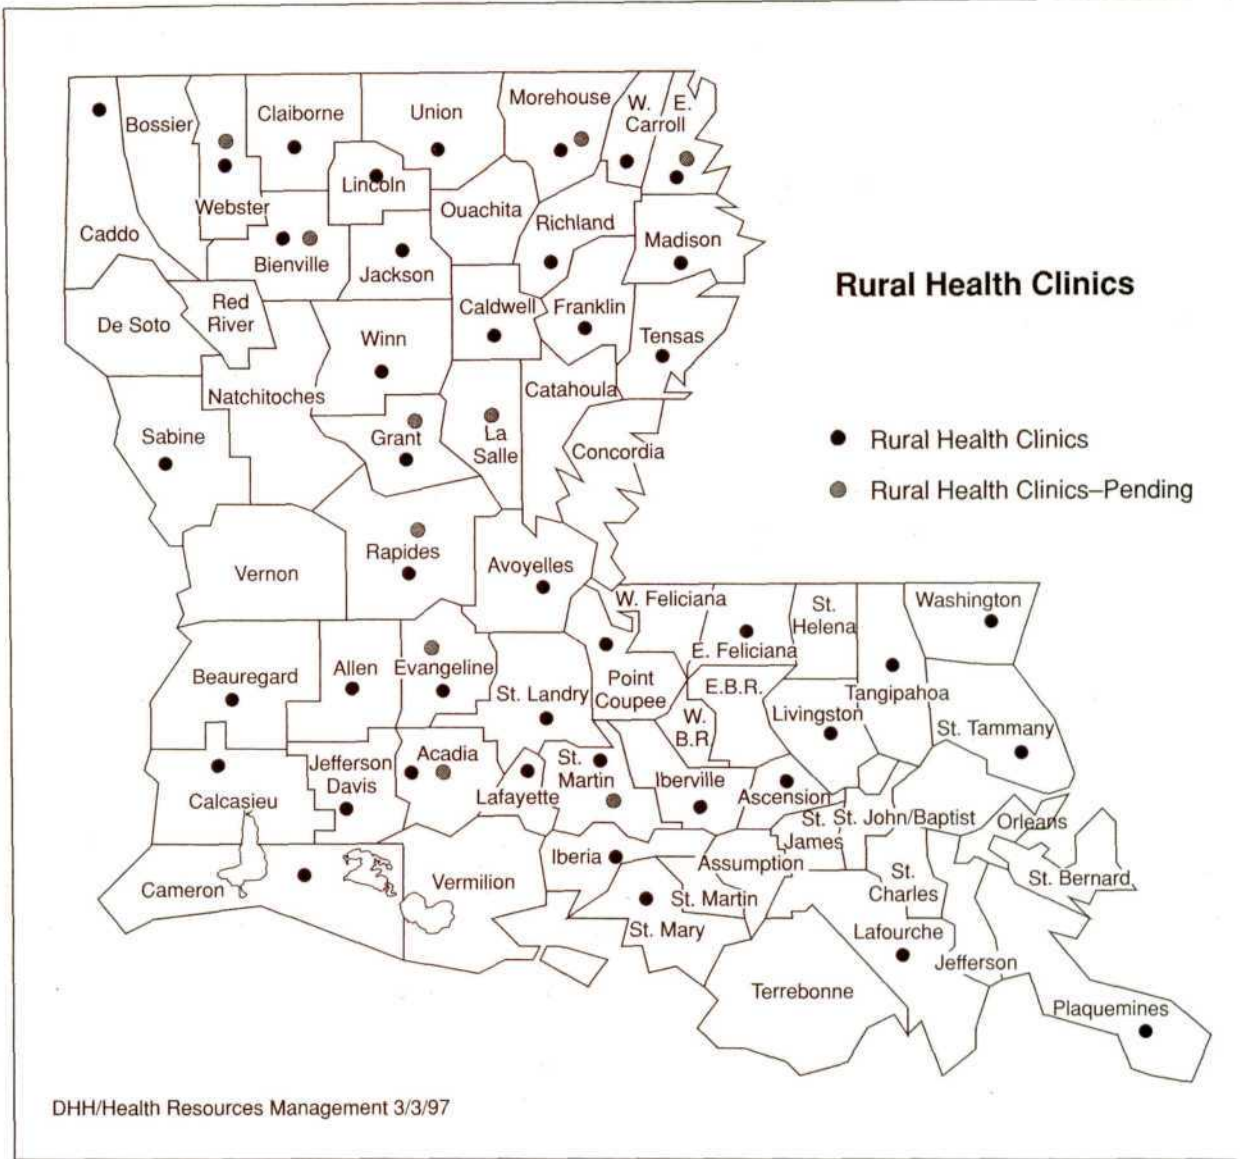 Morehouse
W. E.
Carroll
Claiborne
Union
Bossier
Lincoln
Webster
Ouachita
Richland
Caddo
Madison
Bienville
Jackson
Rural Health Clinics
Red
River
Caldwell
Franklin
De Soto
Winn
Tensas
Natchitoches
Catahoula
Sabine
Grant
La
Salle
Concordia
Rural Health Clinics
Rural Health Clinics–Pending
Rapides
Avoyelles
Vernon
W. Feliciana
St.
Helena
Washington
E. Feliciana
Beauregard
Allen
Evangeline
Point
Coupee
E.B.R.
St. Landry
Tangipahoa
W.
B.R.
Livingston
St. Tammany
Acadia
Jefferson
Davis
St.
Martin
Iberville
Calcasieu
Lafayette
Ascension
St.
James
St. John/Baptist
Orleans
Iberia
Assumption
Cameron
Vermilion
St. Martin
St.
Charles
St. Bernard
St. Mary
Lafourche
Jefferson
Terrebonne
Plaquemines
DHH/Health Resources Management 3/3/97